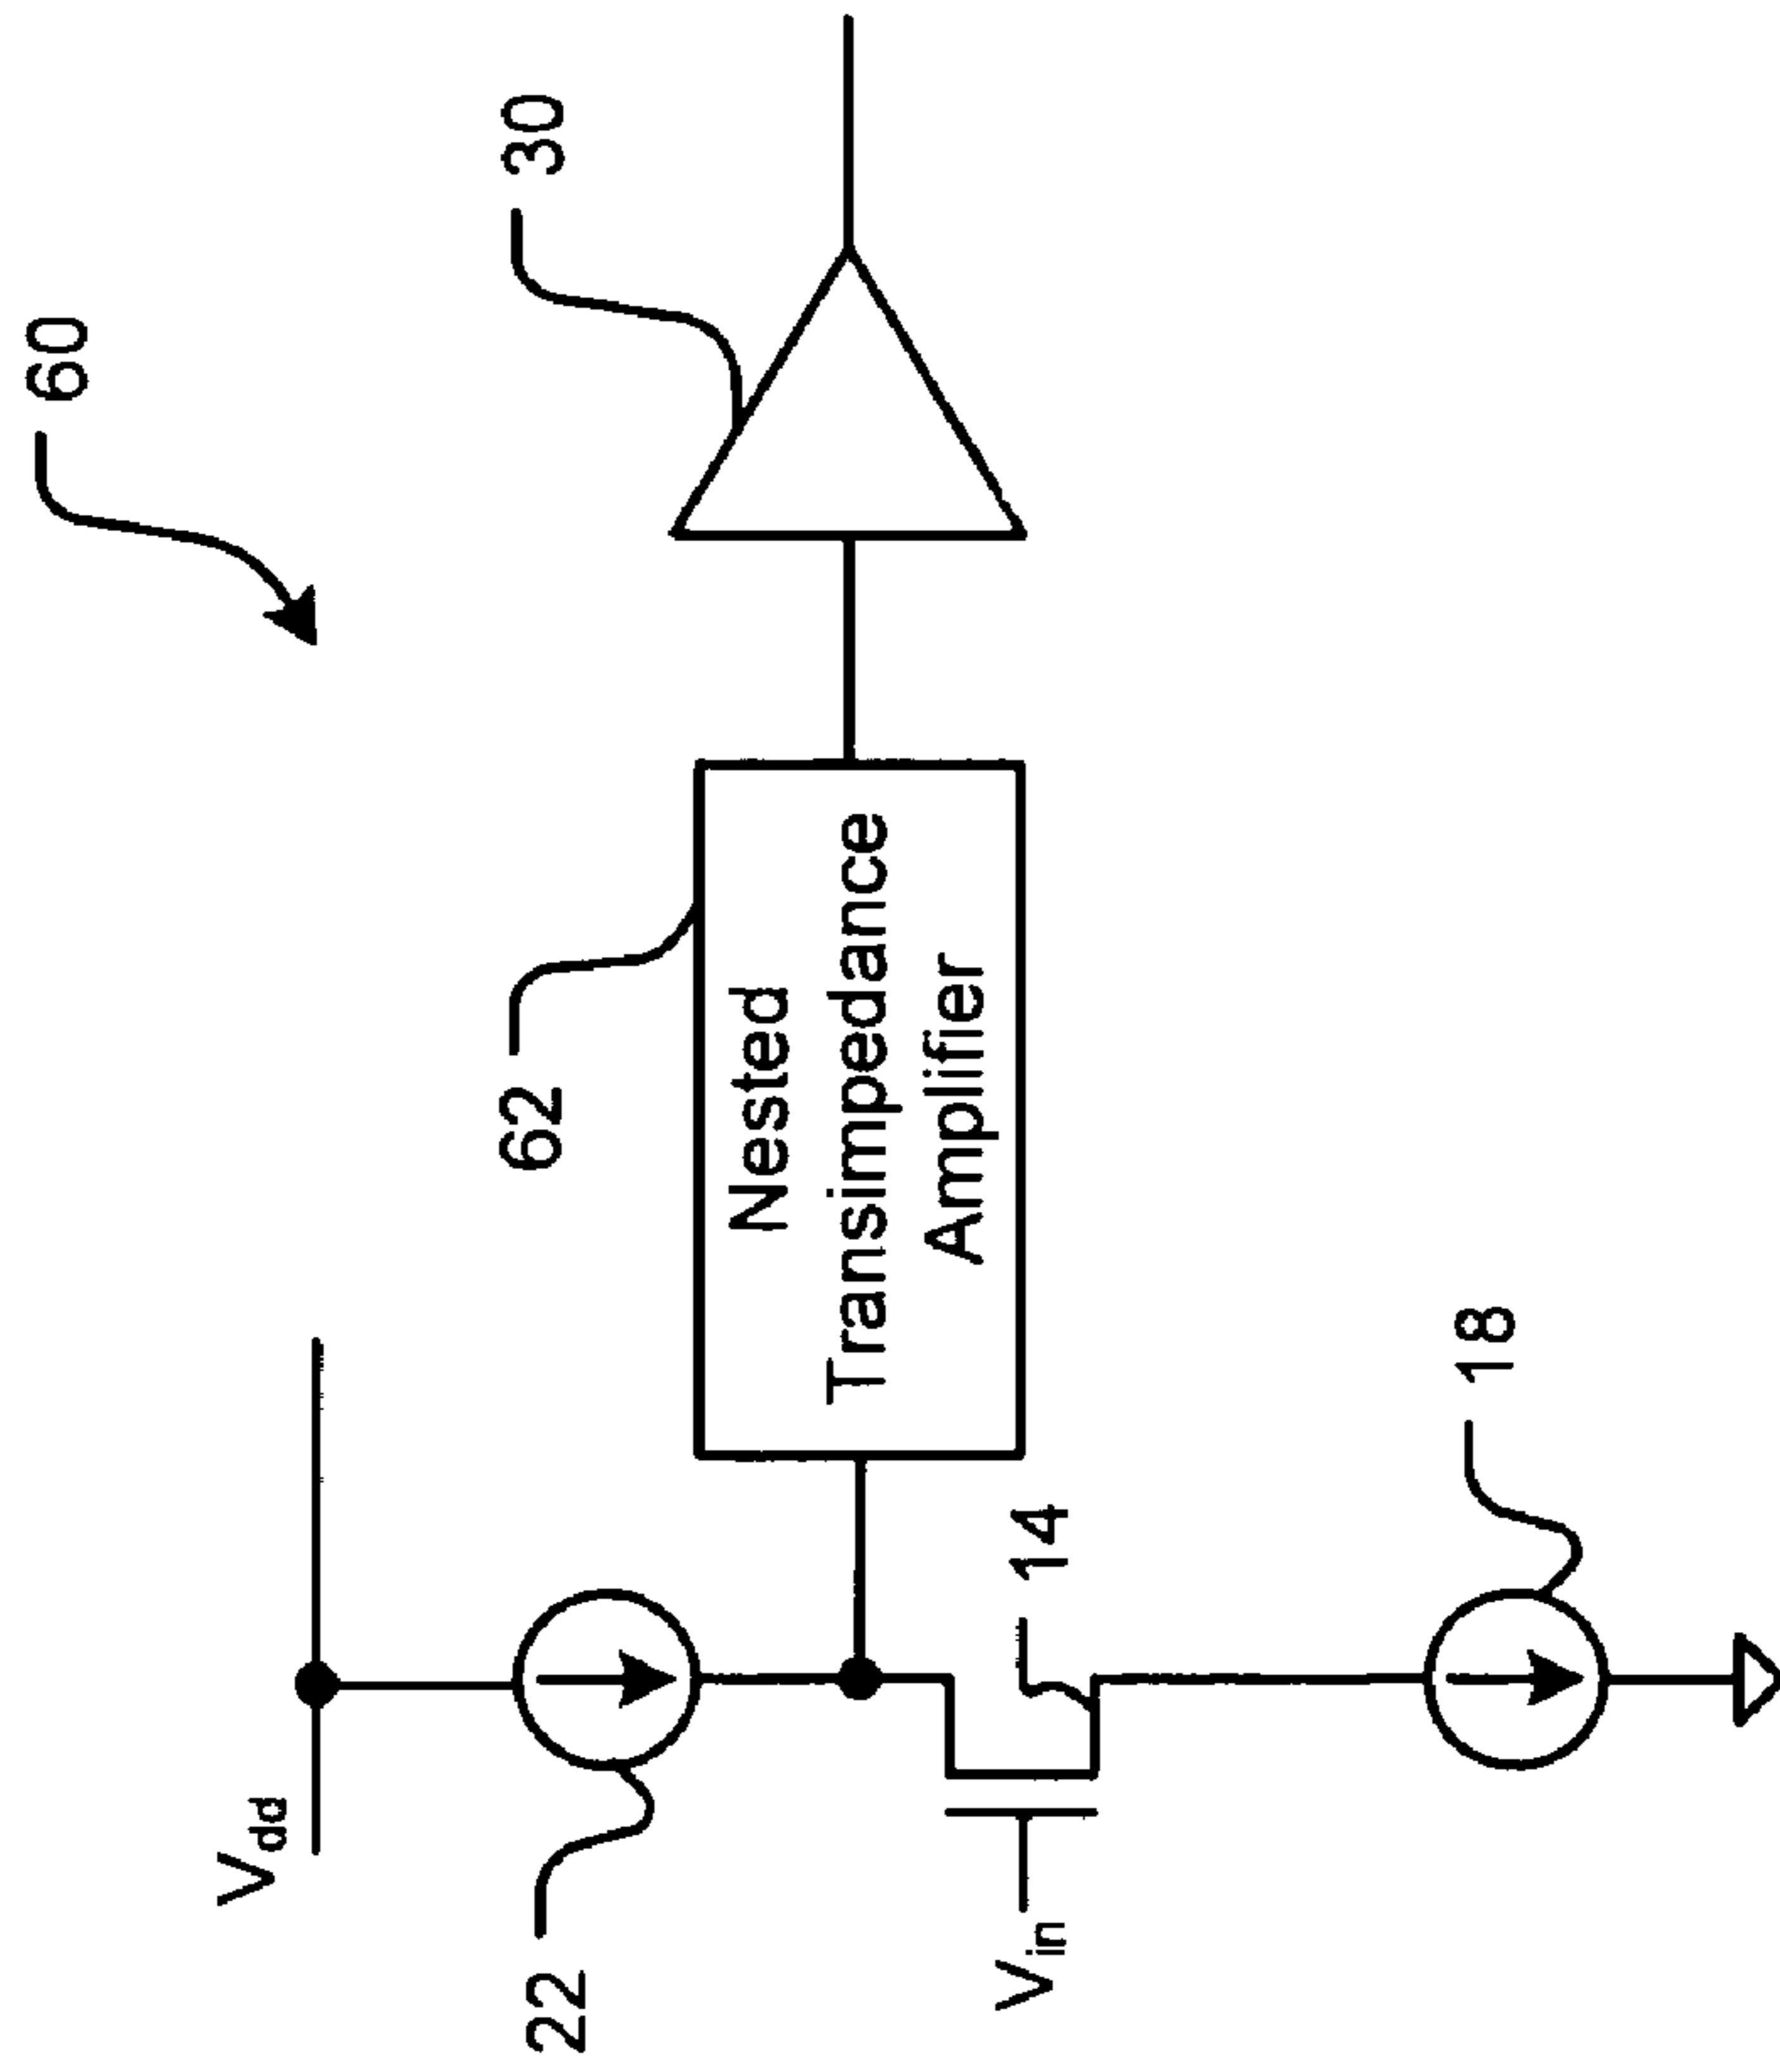 60
V_dd
22
62
30
Nested
Transimpedance
Amplifier
V_in
14
18